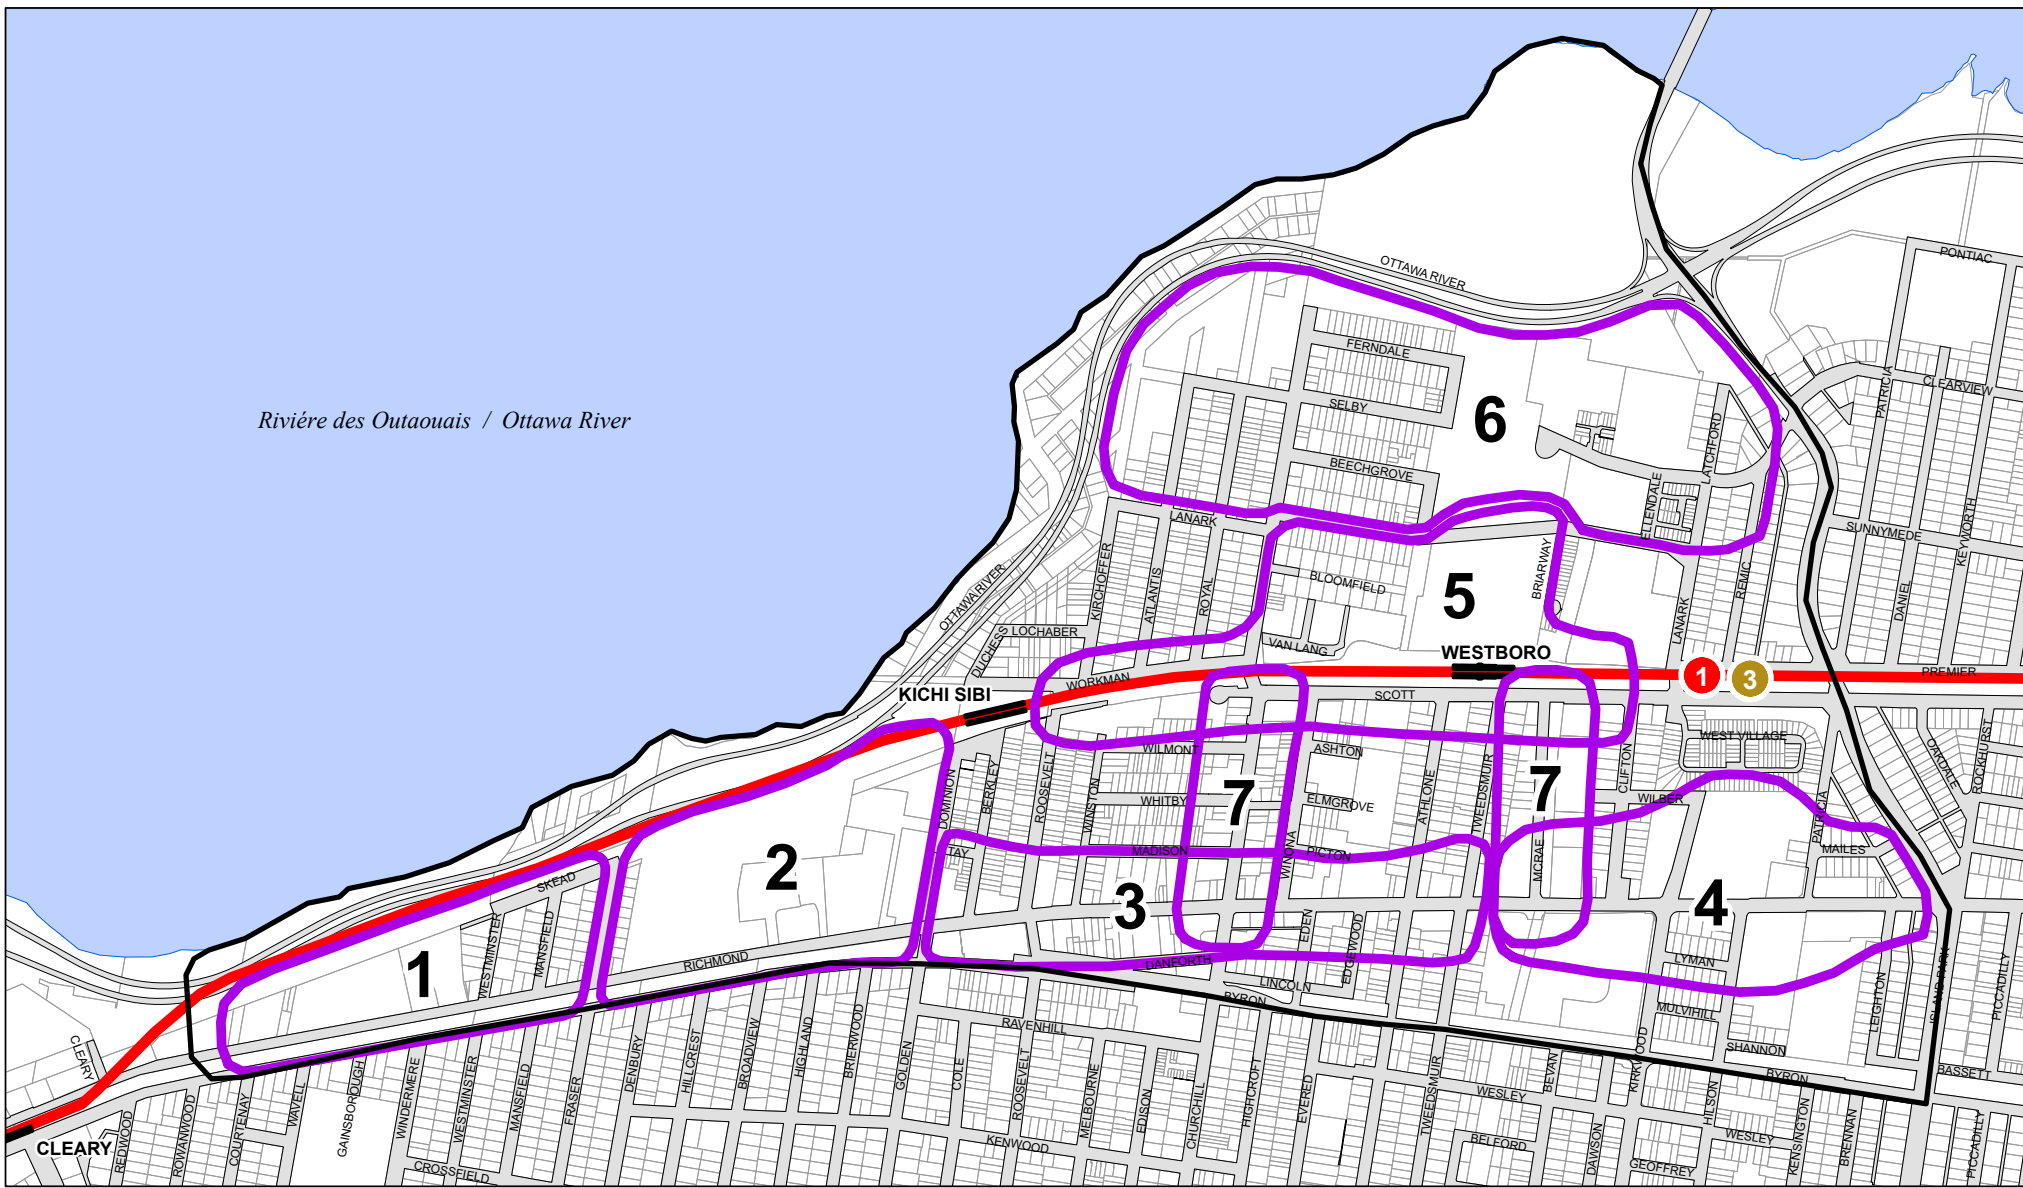 PONTIAC
OTTAWA RIVER
FERNDALE
CLEARVIEW
PATRICIA
SELBY
6
Riviére des Outaouais / Ottawa River
LATCHFORD
BEECHGROVE
ELLENDALE
LANARK
SUNNYMEDE
KEYWORTH
BRIARWAY
REMIC
KIRCHOFFER
ATLANTIS
ROYAL
BLOOMFIELD
5
DANIEL
OTTAWA RIVER
LANARK
LOCHABER
DUCHESS
VAN LANG
WESTBORO
1
3
PREMIER
WORKMAN
KICHI SIBI
SCOTT
WEST VILLAGE
OAKDALE
ROCKHURST
WILMONT
ASHTON
CLIFTON
DOMINION
BERKLEY
ROOSEVELT
WINSTON
WHITBY
7
ELMGROVE
ATHLONE
TWEEDSMUIR
7
WILBER
PATRICIA
TAY
MADISON
WINONA
PICTON
MCRAE
MAILES
2
SKEAD
3
4
WESTMINSTER
MANSFIELD
1
RICHMOND
DANFORTH
EDEN
EDGEWOOD
LYMAN
LINCOLN
BYRON
MULVIHILL
LEIGHTON
ISLAND PARK
PICCADILLY
RAVENHILL
SHANNON
CLEARY
BYRON
BASSETT
CLEARY
REDWOOD
ROWANWOOD
COURTENAY
WAVELL
GAINSBOROUGH
WINDERMERE
WESTMINSTER
MANSFIELD
FRASER
DENBURY
HILLCREST
BROADVIEW
HIGHLAND
BRIERWOOD
GOLDEN
COLE
ROOSEVELT
MELBOURNE
EDISON
CHURCHILL
HIGHCROFT
EVERED
TWEEDSMUIR
WESLEY
BEVAN
DAWSON
KIRKWOOD
HILSON
WESLEY
KENSINGTON
BRENNAN
PICCADILLY
CROSSFIELD
KENWOOD
BELFORD
GEOFFREY